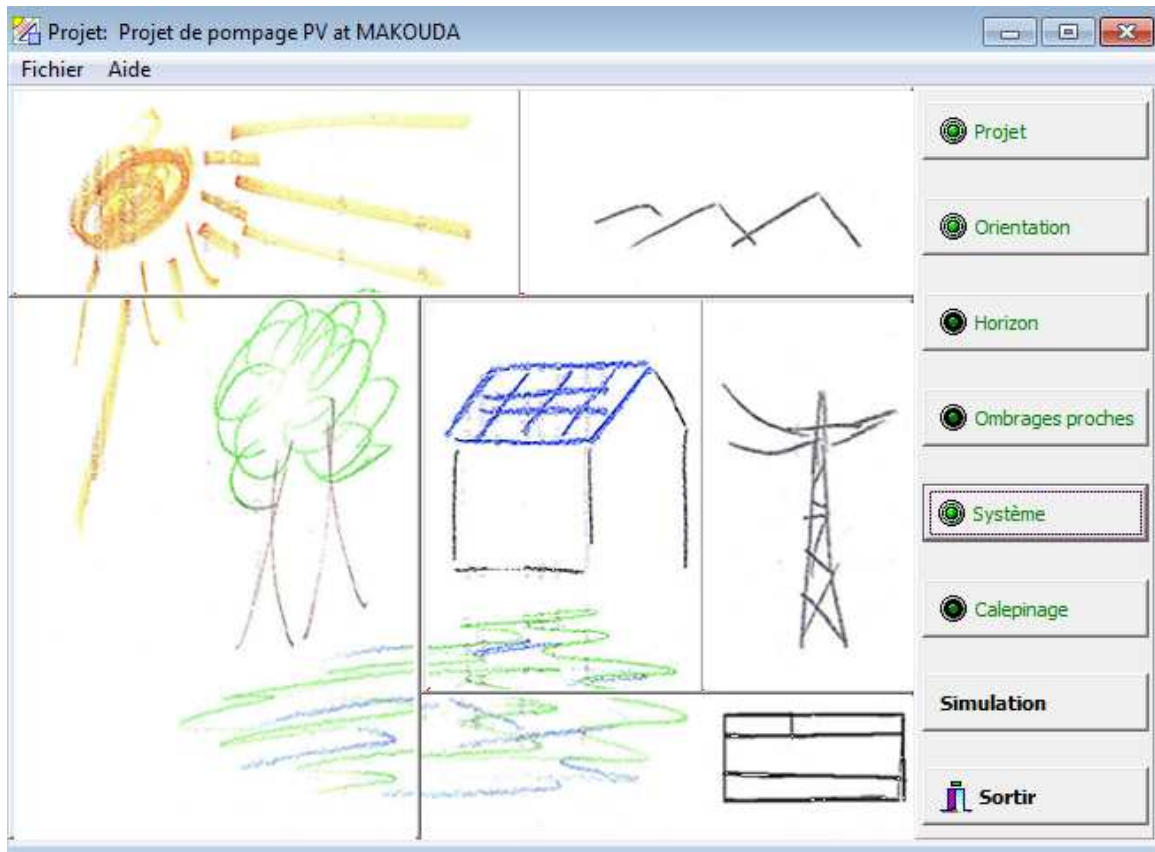 Projet: Projet de pompage PV at MAKOUDA
Fichier Aide
Projet
Orientation
Horizon
Ombrages proches
Système
Calepinage
Simulation
Sortir